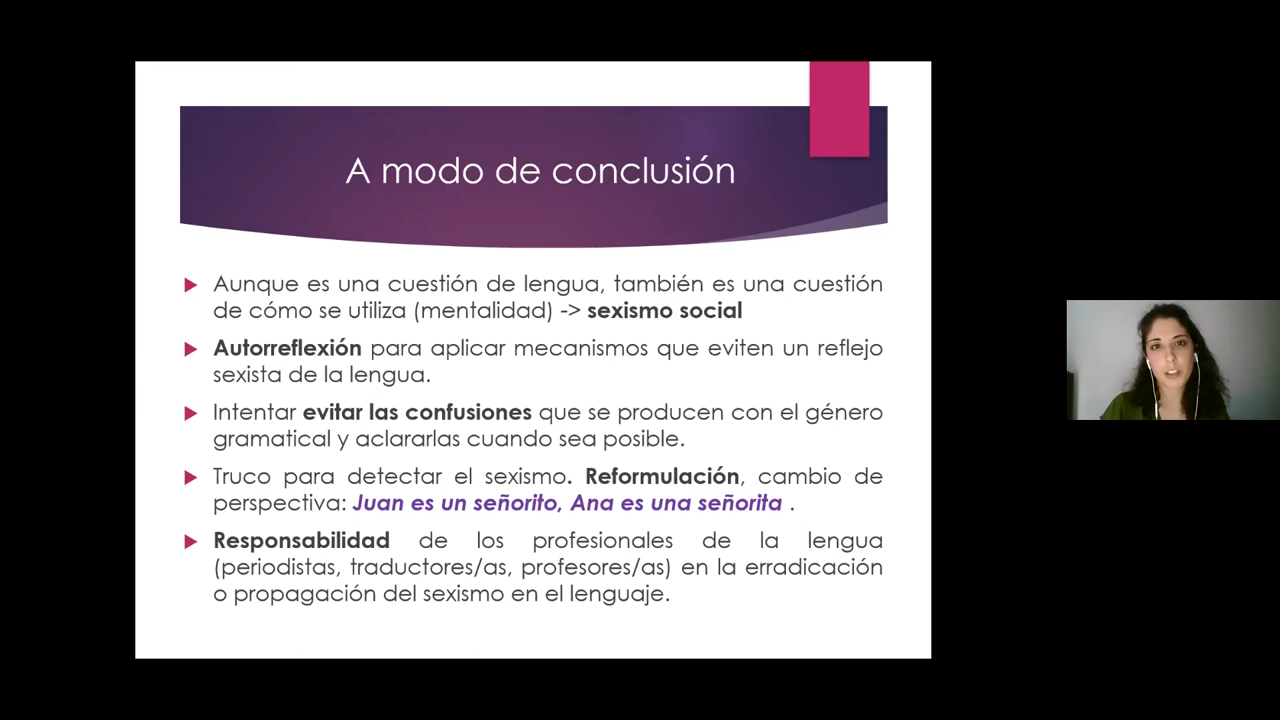 A modo de conclusión
Aunque es una cuestión de lengua, también es una cuestión
de cómo se utiliza (mentalidad) -> sexismo social
Autorreflexión para aplicar mecanismos que eviten un reflejo
sexista de la lengua.
Intentar evitar las confusiones que se producen con el género
gramatical y aclararlas cuando sea posible.
Truco para detectar el sexismo. Reformulación, cambio de
perspectiva: Juan es un señorito, Ana es una señorita .
Responsabilidad de los profesionales de la lengua
(periodistas, traductores/as, profesores/as) en la erradicación
o propagación del sexismo en el lenguaje.